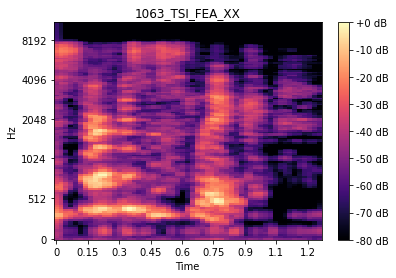 1063_TSI_FEA_XX
+0 dB
8192
-10 dB
4096
-20 dB
-30 dB
2048
-40 dB
Hz
1024
-50 dB
512
-60 dB
-70 dB
0
-80 dB
0 0.15 0.3 0.45 0.6 0.75 0.9 1.1 1.2
Time